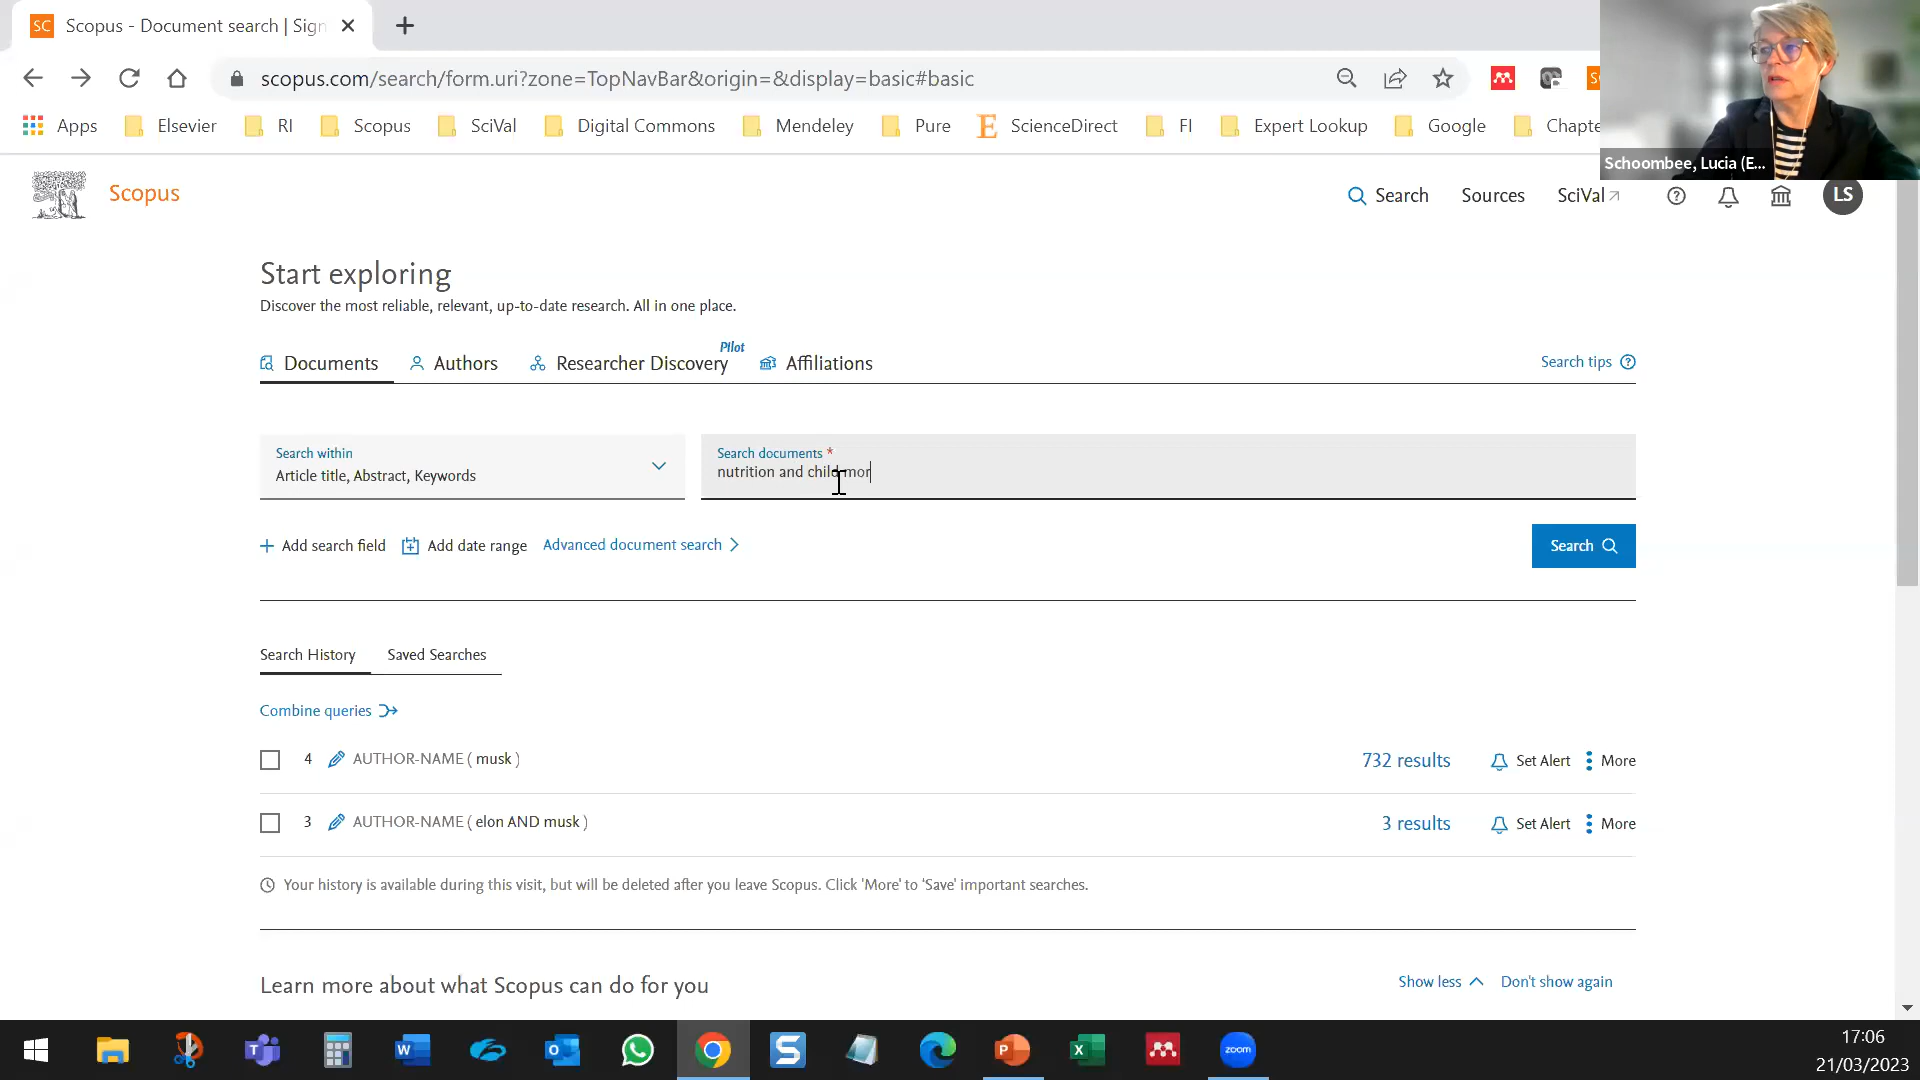 Scopus - Document search | Sign
scopus.com/search/form.uri?zone=TopNavBar&origin=&display=basic#basic
Apps Elsevier RI Scopus SciVal Digital Commons Mendeley Pure ScienceDirect FI Expert Lookup Google Chapte
Schoombee, Lucia (E...
Scopus
Search Sources SciVal LS
Start exploring
Discover the most reliable, relevant, up-to-date research. All in one place.
Documents Authors Researcher Discovery Pilot Affiliations
Search tips
Search within
Article title, Abstract, Keywords
Search documents *
nutrition and child mor
Add search field Add date range Advanced document search
Search
Search History Saved Searches
Combine queries
4 AUTHOR-NAME ( musk ) 732 results Set Alert More
3 AUTHOR-NAME ( elon AND musk ) 3 results Set Alert More
Your history is available during this visit, but will be deleted after you leave Scopus. Click 'More' to 'Save' important searches.
Learn more about what Scopus can do for you
Show less Don't show again
zoom
17:06
21/03/2023